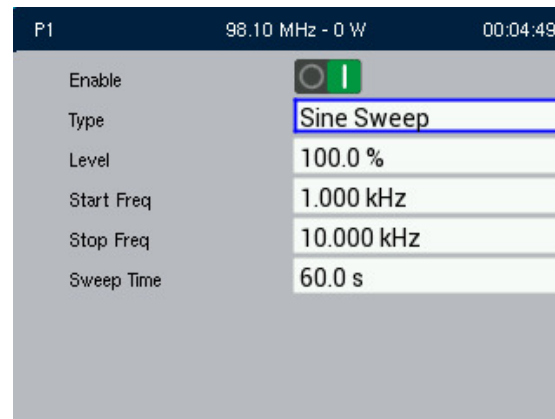 P1 98.10 MHz - 0 W 00:04:49
Enable
Type Sine Sweep
Level 100.0 %
Start Freq 1.000 kHz
Stop Freq 10.000 kHz
Sweep Time 60.0 s